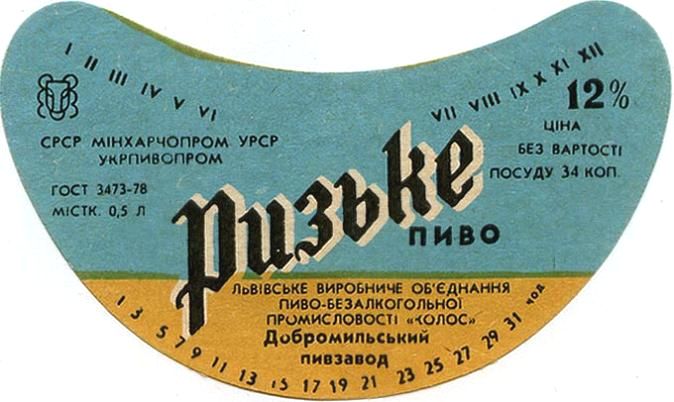 I II III IV V VI
VII VIII IX X XI XII
СРСР МІНХАРЧОПРОМ УРСР
УКРПИВОПРОМ
ГОСТ 3473-78
МІСТК. 0,5 Л
12%
ЦІНА
БЕЗ ВАРТОСТІ
ПОСУДУ 34 КОП.
Ризьке
ПИВО
ЛЬВІВСЬКЕ ВИРОБНИЧЕ ОБ'ЄДНАННЯ
ПИВО-БЕЗАЛКОГОЛЬНОЇ
ПРОМИСЛОВОСТІ «КОЛОС»
Добромильський
пивзавод
1 3 5 7 9 11 13 15 17 19 21 23 25 27 29 31